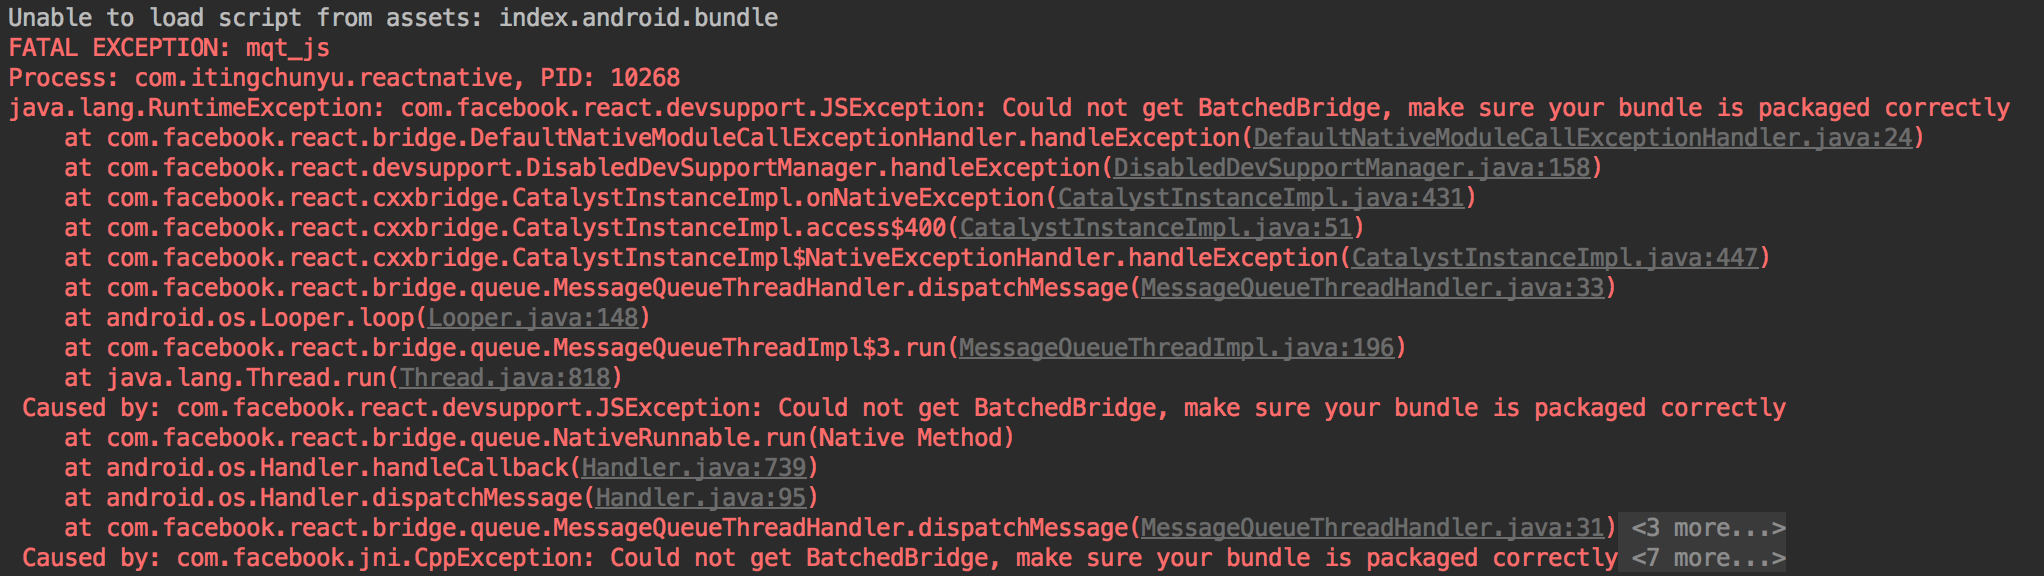 Unable to load script from assets: index.android.bundle
FATAL EXCEPTION: mqt_js
Process: com.itingchunyu.reactnative, PID: 10268
java.lang.RuntimeException: com.facebook.react.devsupport.JSException: Could not get BatchedBridge, make sure your bundle is packaged correctly
    at com.facebook.react.bridge.DefaultNativeModuleCallExceptionHandler.handleException(DefaultNativeModuleCallExceptionHandler.java:24)
    at com.facebook.react.devsupport.DisabledDevSupportManager.handleException(DisabledDevSupportManager.java:158)
    at com.facebook.react.cxxbridge.CatalystInstanceImpl.onNativeException(CatalystInstanceImpl.java:431)
    at com.facebook.react.cxxbridge.CatalystInstanceImpl.access$400(CatalystInstanceImpl.java:51)
    at com.facebook.react.cxxbridge.CatalystInstanceImpl$NativeExceptionHandler.handleException(CatalystInstanceImpl.java:447)
    at com.facebook.react.bridge.queue.MessageQueueThreadHandler.dispatchMessage(MessageQueueThreadHandler.java:33)
    at android.os.Looper.loop(Looper.java:148)
    at com.facebook.react.bridge.queue.MessageQueueThreadImpl$3.run(MessageQueueThreadImpl.java:196)
    at java.lang.Thread.run(Thread.java:818)
 Caused by: com.facebook.react.devsupport.JSException: Could not get BatchedBridge, make sure your bundle is packaged correctly
    at com.facebook.react.bridge.queue.NativeRunnable.run(Native Method)
    at android.os.Handler.handleCallback(Handler.java:739)
    at android.os.Handler.dispatchMessage(Handler.java:95)
    at com.facebook.react.bridge.queue.MessageQueueThreadHandler.dispatchMessage(MessageQueueThreadHandler.java:31) <3 more...>
 Caused by: com.facebook.jni.CppException: Could not get BatchedBridge, make sure your bundle is packaged correctly <7 more...>